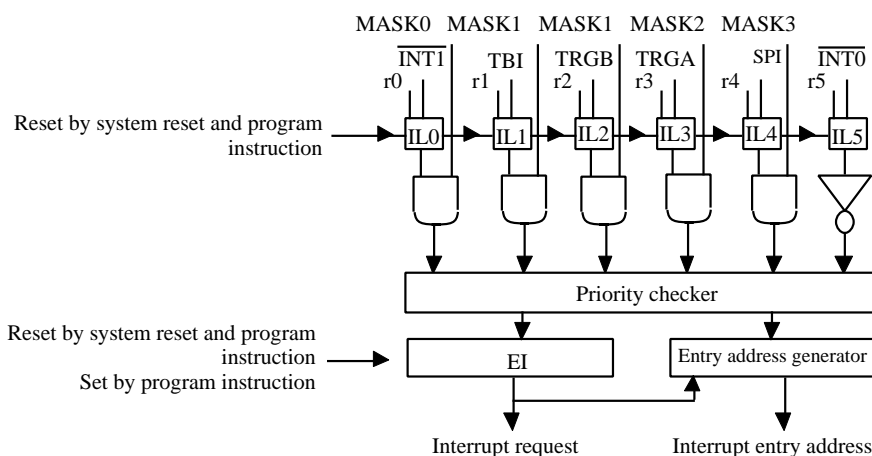 MASK0 MASK1 MASK1 MASK2 MASK3
INT1 TBI TRGB TRGA SPI INT0
r0 r1 r2 r3 r4 r5
Reset by system reset and program
instruction
IL0 IL1 IL2 IL3 IL4 IL5
Priority checker
Reset by system reset and program
instruction
Set by program instruction
EI
Entry address generator
Interrupt request
Interrupt entry address